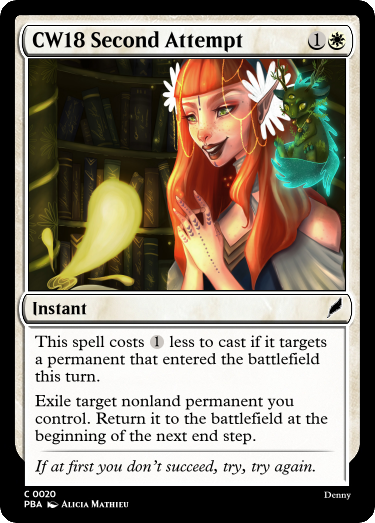 CW18 Second Attempt 1
Instant
This spell costs 1 less to cast if it targets
a permanent that entered the battlefield
this turn.
Exile target nonland permanent you
control. Return it to the battlefield at the
beginning of the next end step.
If at first you don't succeed, try, try again.
C 0020
Denny
PBA Alicia Mathieu